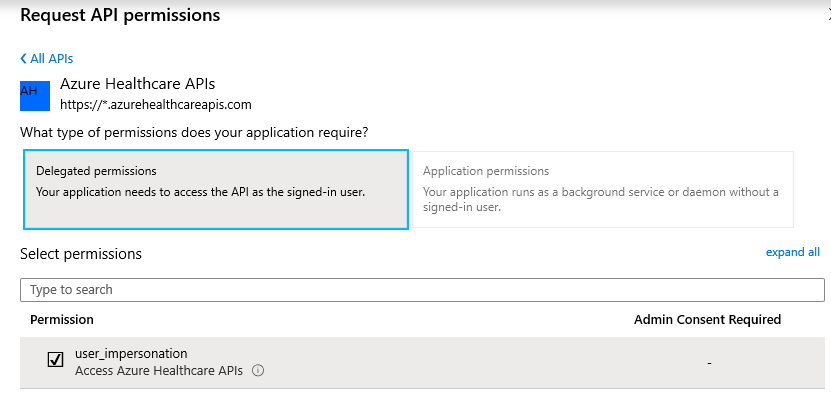 Request API permissions
All APIs
AH
Azure Healthcare APIs
https://*.azurehealthcareapis.com
What type of permissions does your application require?
Delegated permissions
Your application needs to access the API as the signed-in user.
Application permissions
Your application runs as a background service or daemon without a
signed-in user.
Select permissions
expand all
Type to search
Permission
Admin Consent Required
user_impersonation
Access Azure Healthcare APIs
-